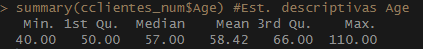 > summary(cclientes_num$Age) #Est. descriptivas Age
Min. 1st Qu. Median Mean 3rd Qu. Max.
40.00 50.00 57.00 58.42 66.00 110.00